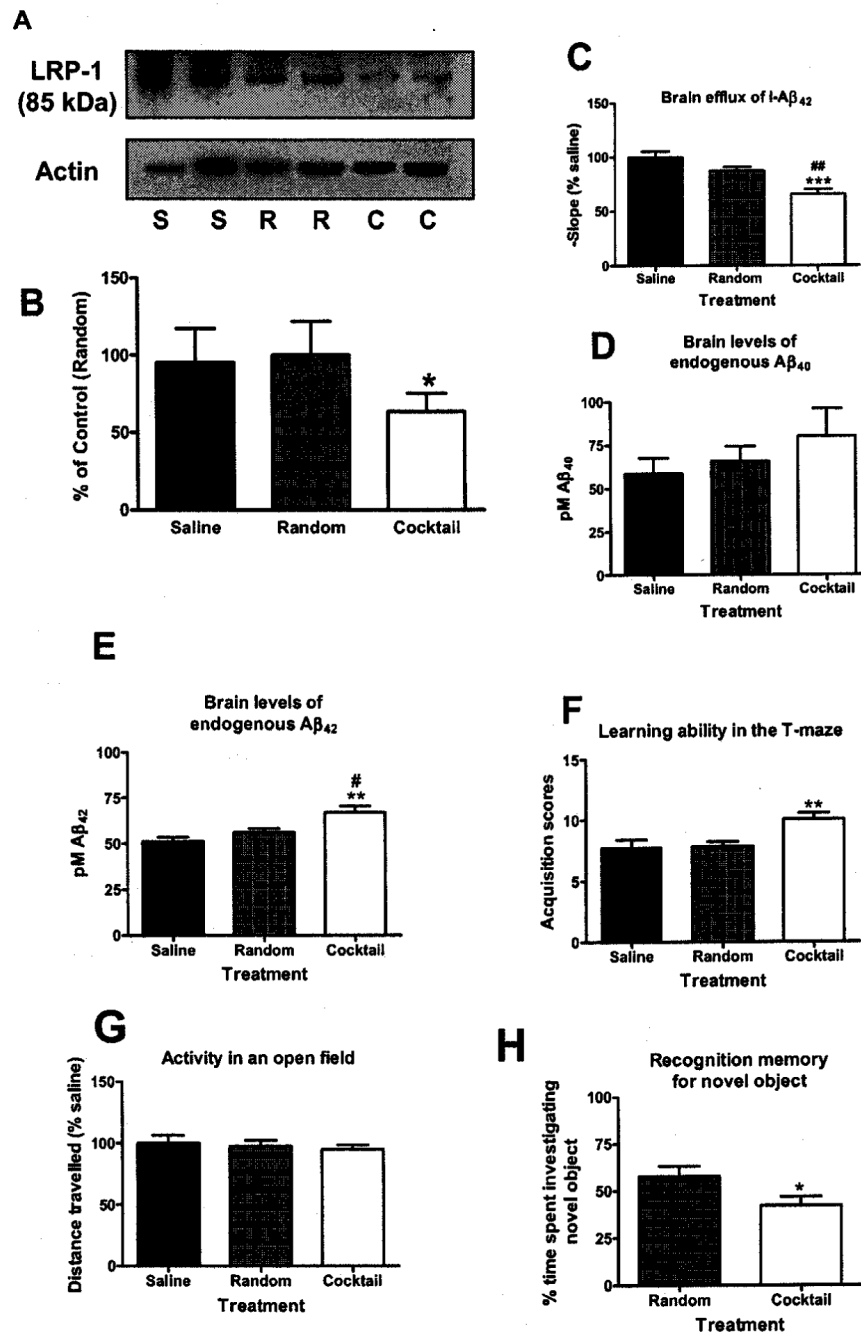 A
LRP-1
(85 kDa)
Actin
S S R R C C
B
% of Control (Random)
150
100
50
0
Saline Random Cocktail
C
Brain efflux of I-Aβ42
-Slope (% saline)
150
100
50
0
##
***
Saline Random Cocktail
Treatment
D
Brain levels of
endogenous Aβ40
pM Aβ40
100
75
50
25
0
Saline Random Cocktail
Treatment
*
E
Brain levels of
endogenous Aβ42
pM Aβ42
100
75
50
25
0
#
**
Saline Random Cocktail
Treatment
F
Learning ability in the T-maze
Acquisition scores
15
10
5
0
**
Saline Random Cocktail
Treatment
G
Activity in an open field
Distance travelled (% saline)
150
100
50
0
Saline Random Cocktail
Treatment
H
Recognition memory
for novel object
% time spent investigating
novel object
100
75
50
25
0
*
Random Cocktail
Treatment